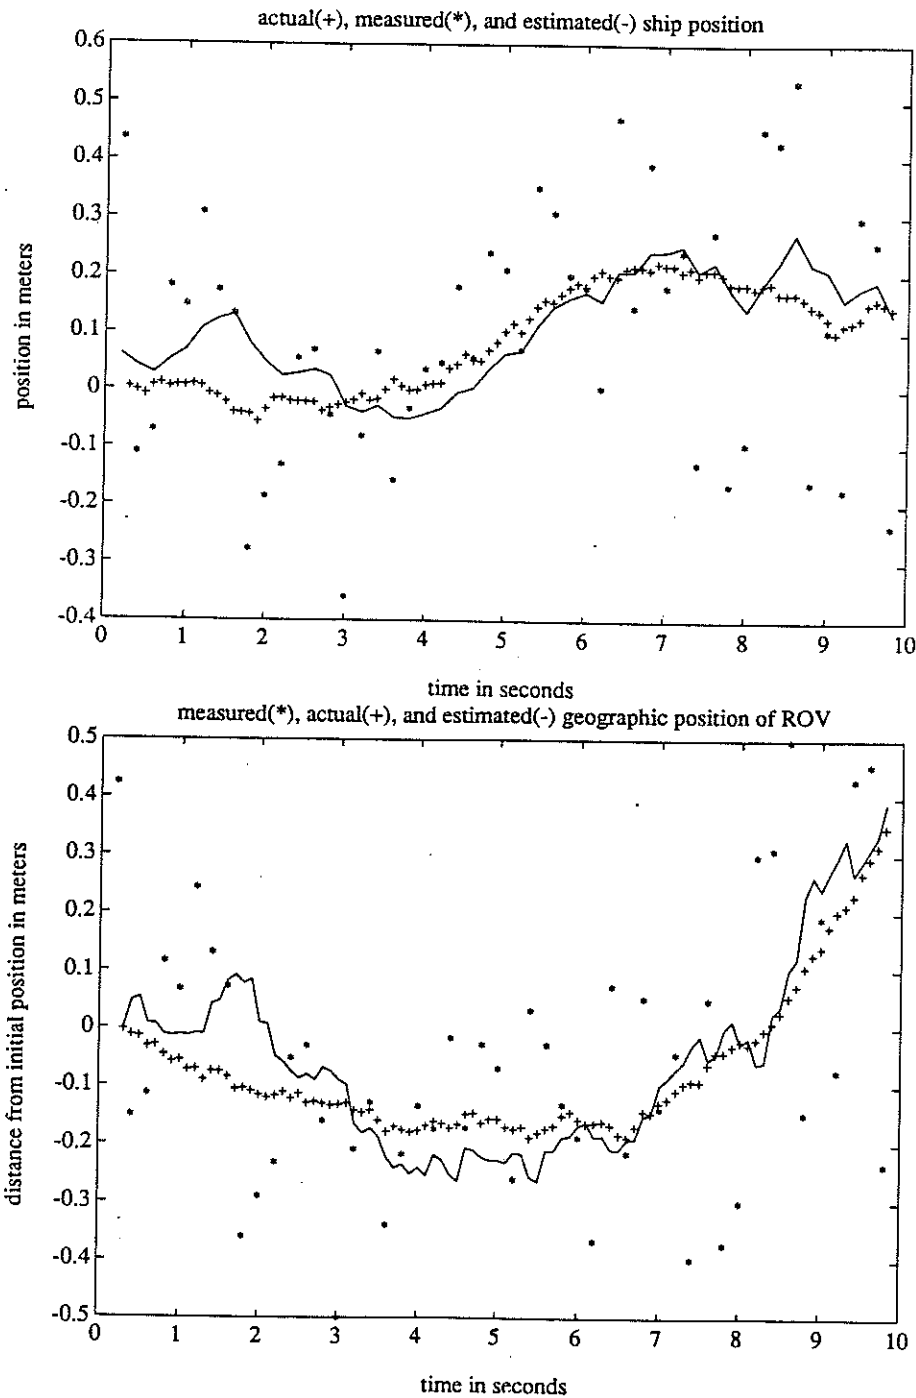 actual(+), measured(*), and estimated(-) ship position
0.6
0.5
0.4
0.3
0.2
0.1
0
-0.1
-0.2
-0.3
-0.4
position in meters
0 1 2 3 4 5 6 7 8 9 10
time in seconds
measured(*), actual(+), and estimated(-) geographic position of ROV
0.5
0.4
0.3
0.2
0.1
0
-0.1
-0.2
-0.3
-0.4
-0.5
distance from initial position in meters
0 1 2 3 4 5 6 7 8 9 10
time in seconds